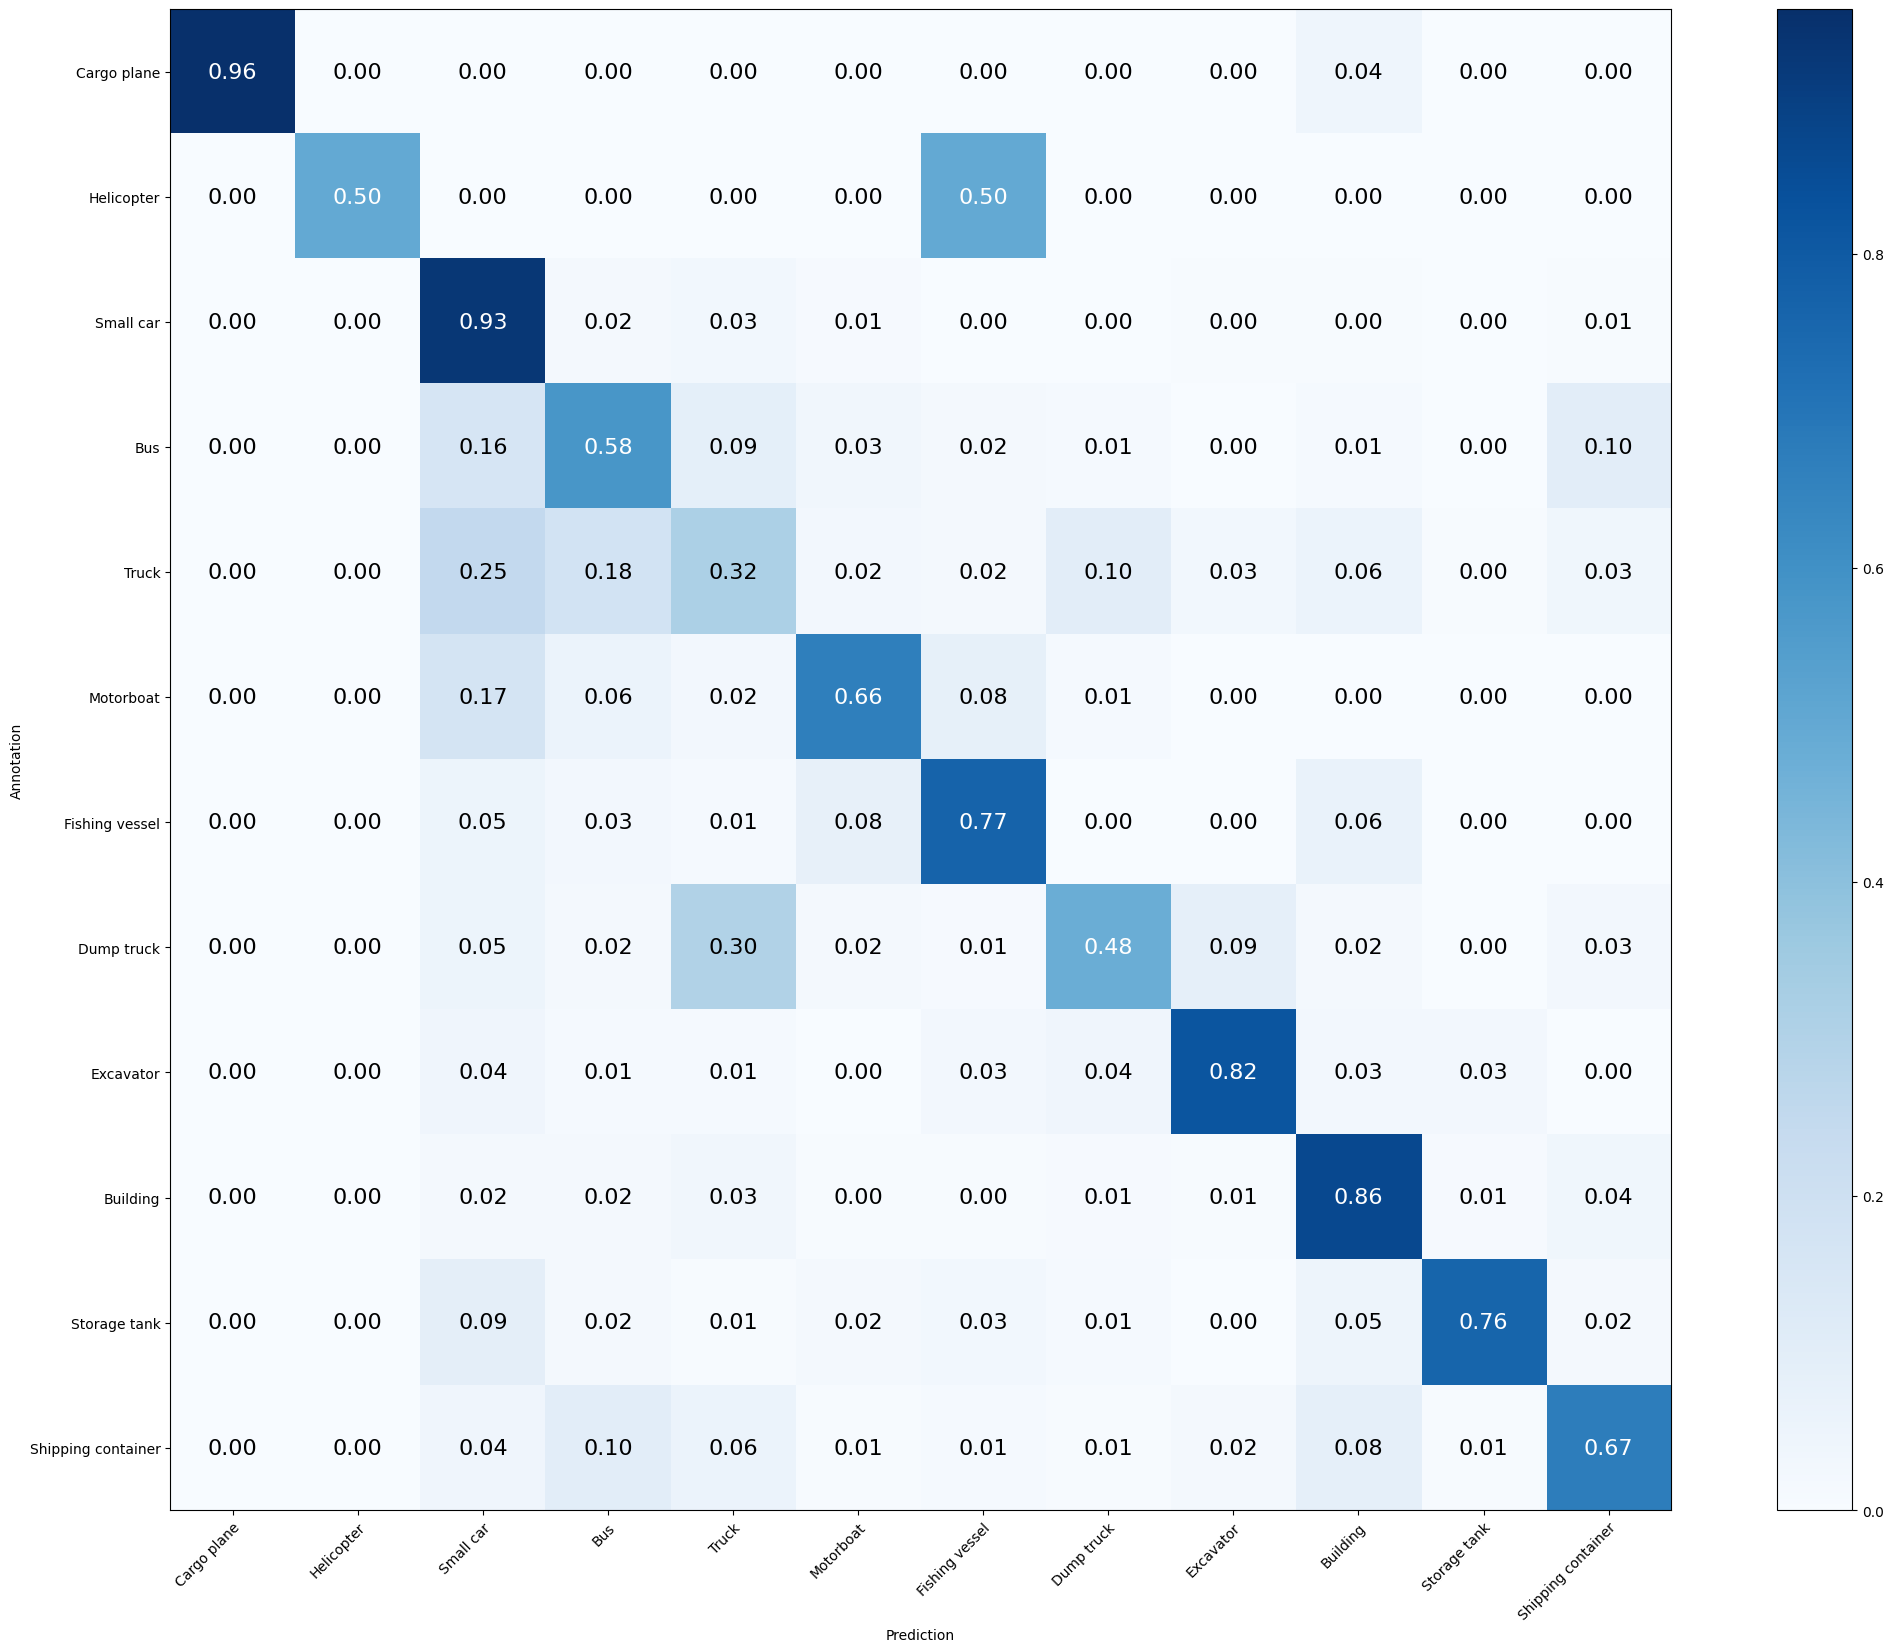 Cargo plane 0.96 0.00 0.00 0.00 0.00 0.00 0.00 0.00 0.00 0.04 0.00 0.00
Helicopter 0.00 0.50 0.00 0.00 0.00 0.00 0.50 0.00 0.00 0.00 0.00 0.00
Small car 0.00 0.00 0.93 0.02 0.03 0.01 0.00 0.00 0.00 0.00 0.00 0.01
Bus 0.00 0.00 0.16 0.58 0.09 0.03 0.02 0.01 0.00 0.01 0.00 0.10
Truck 0.00 0.00 0.25 0.18 0.32 0.02 0.02 0.10 0.03 0.06 0.00 0.03
Motorboat 0.00 0.00 0.17 0.06 0.02 0.66 0.08 0.01 0.00 0.00 0.00 0.00
Fishing vessel 0.00 0.00 0.05 0.03 0.01 0.08 0.77 0.00 0.00 0.06 0.00 0.00
Dump truck 0.00 0.00 0.05 0.02 0.30 0.02 0.01 0.48 0.09 0.02 0.00 0.03
Excavator 0.00 0.00 0.04 0.01 0.01 0.00 0.03 0.04 0.82 0.03 0.03 0.00
Building 0.00 0.00 0.02 0.02 0.03 0.00 0.00 0.01 0.01 0.86 0.01 0.04
Storage tank 0.00 0.00 0.09 0.02 0.01 0.02 0.03 0.01 0.00 0.05 0.76 0.02
Shipping container 0.00 0.00 0.04 0.10 0.06 0.01 0.01 0.01 0.02 0.08 0.01 0.67
Cargo plane Helicopter Small car Bus Truck Motorboat Fishing vessel Dump truck Excavator Building Storage tank Shipping container
Prediction
Annotation
0.8
0.6
0.4
0.2
0.0